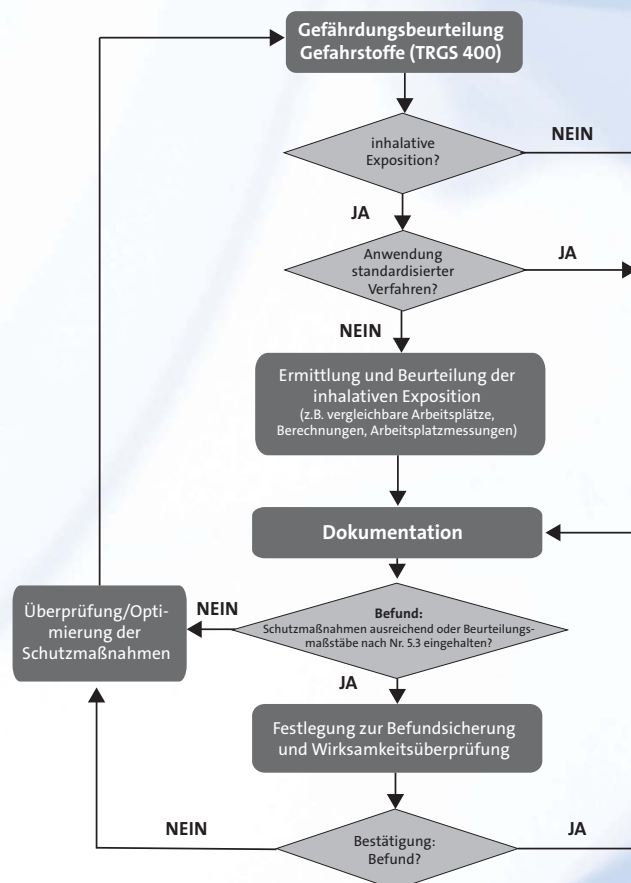 Gefährdungsbeurteilung
Gefahrstoffe (TRGS 400)
inhalative
Exposition?
NEIN
JA
Anwendung
standardisierter
Verfahren?
JA
NEIN
Ermittlung und Beurteilung der
inhalativen Exposition
(z.B. vergleichbare Arbeitsplätze,
Berechnungen, Arbeitsplatzmessungen)
Dokumentation
Überprüfung/Opti-
mierung der
Schutzmaßnahmen
NEIN
Befund:
Schutzmaßnahmen ausreichend oder Beurteilungs-
maßstäbe nach Nr. 5.3 eingehalten?
JA
Festlegung zur Befundsicherung
und Wirksamkeitsüberprüfung
NEIN
Bestätigung:
Befund?
JA